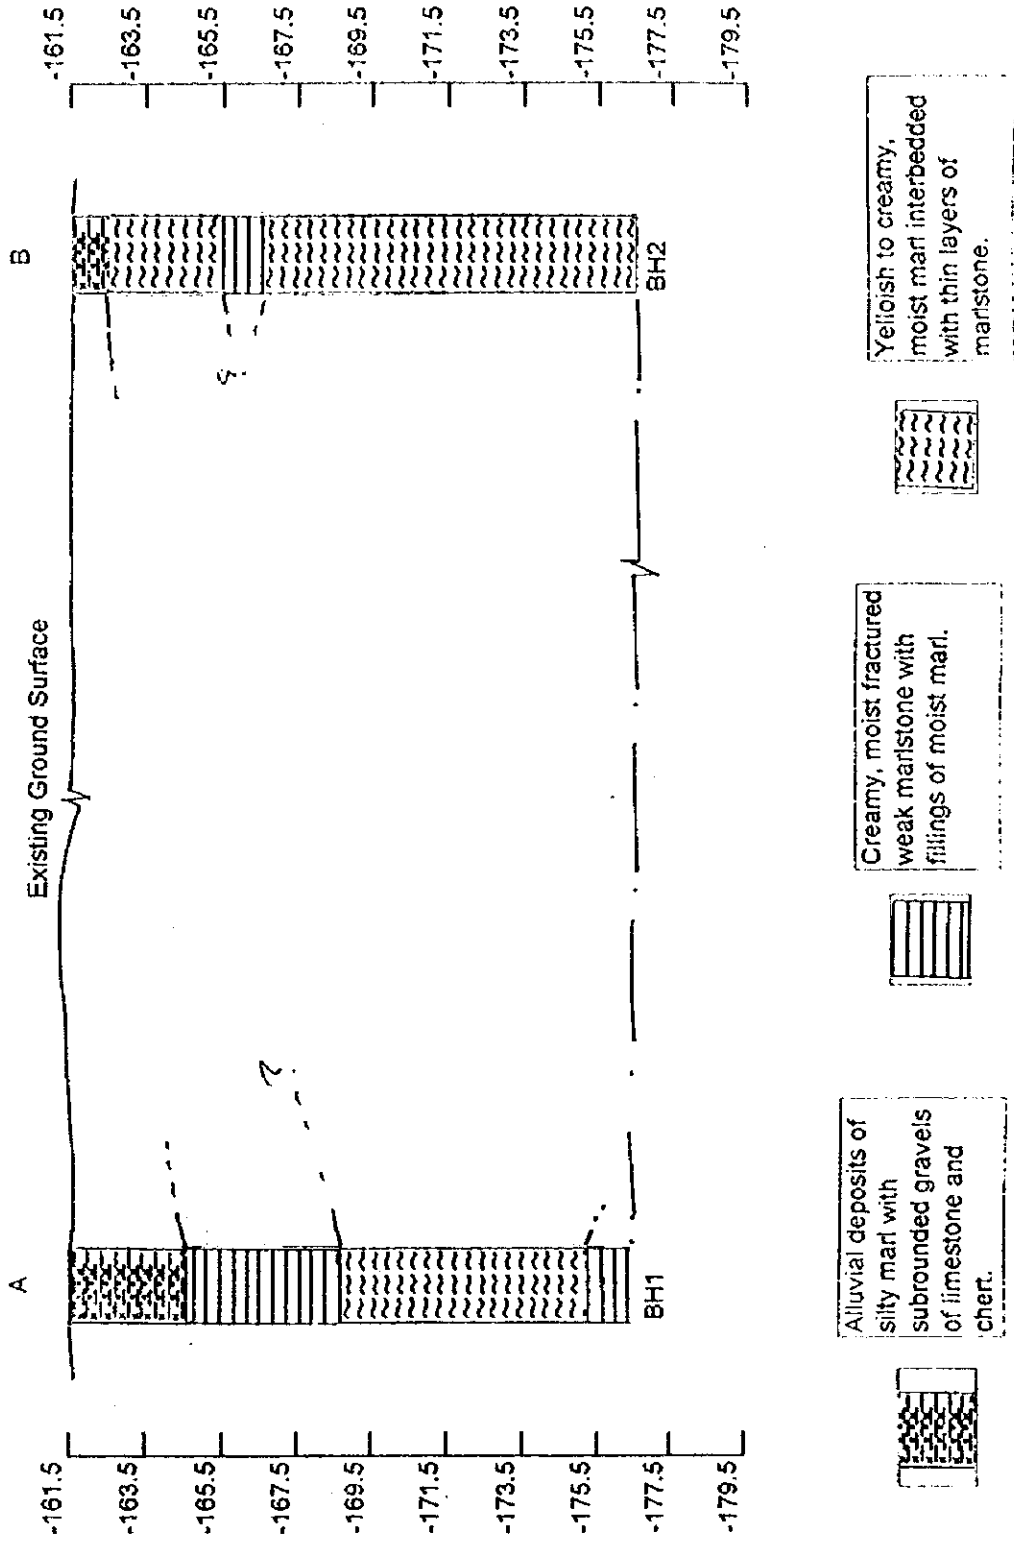 Existing Ground Surface
A
B
-161.5
-163.5
-165.5
-167.5
-169.5
-171.5
-173.5
-175.5
-177.5
-179.5
-161.5
-163.5
-165.5
-167.5
-169.5
-171.5
-173.5
-175.5
-177.5
-179.5
BH1
BH2
?
?
Alluvial deposits of
silty marl with
subrounded gravels
of limestone and
chert.
Creamy, moist fractured
weak marlstone with
fillings of moist marl.
Yelloish to creamy,
moist marl interbedded
with thin layers of
marlstone.